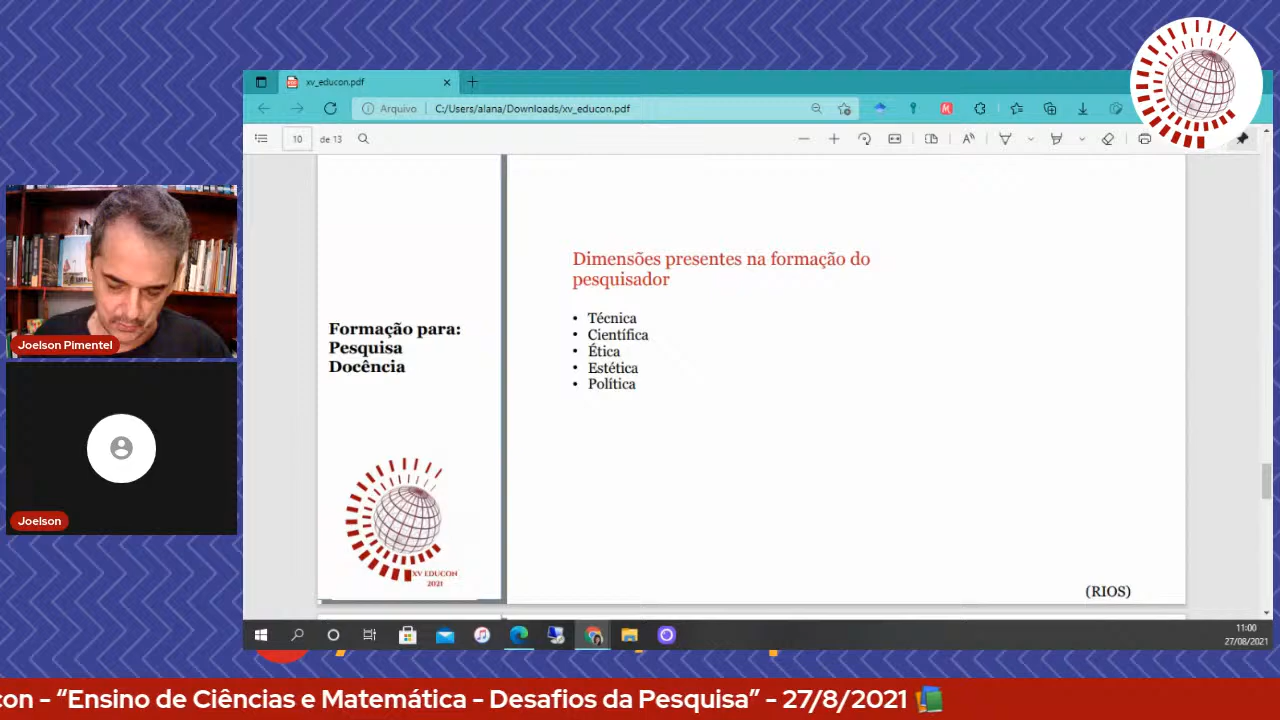 xv_educon.pdf
Arquivo
C:/Users/alana/Downloads/xv_educon.pdf
10 de 13
Dimensões presentes na formação do
pesquisador
• Técnica
• Científica
• Ética
• Estética
• Política
Formação para:
Pesquisa
Docência
XV EDUCON
2021
(RIOS)
Joelson Pimentel
Joelson
11:00
27/08/2021
con - “Ensino de Ciências e Matemática - Desafios da Pesquisa” - 27/8/2021